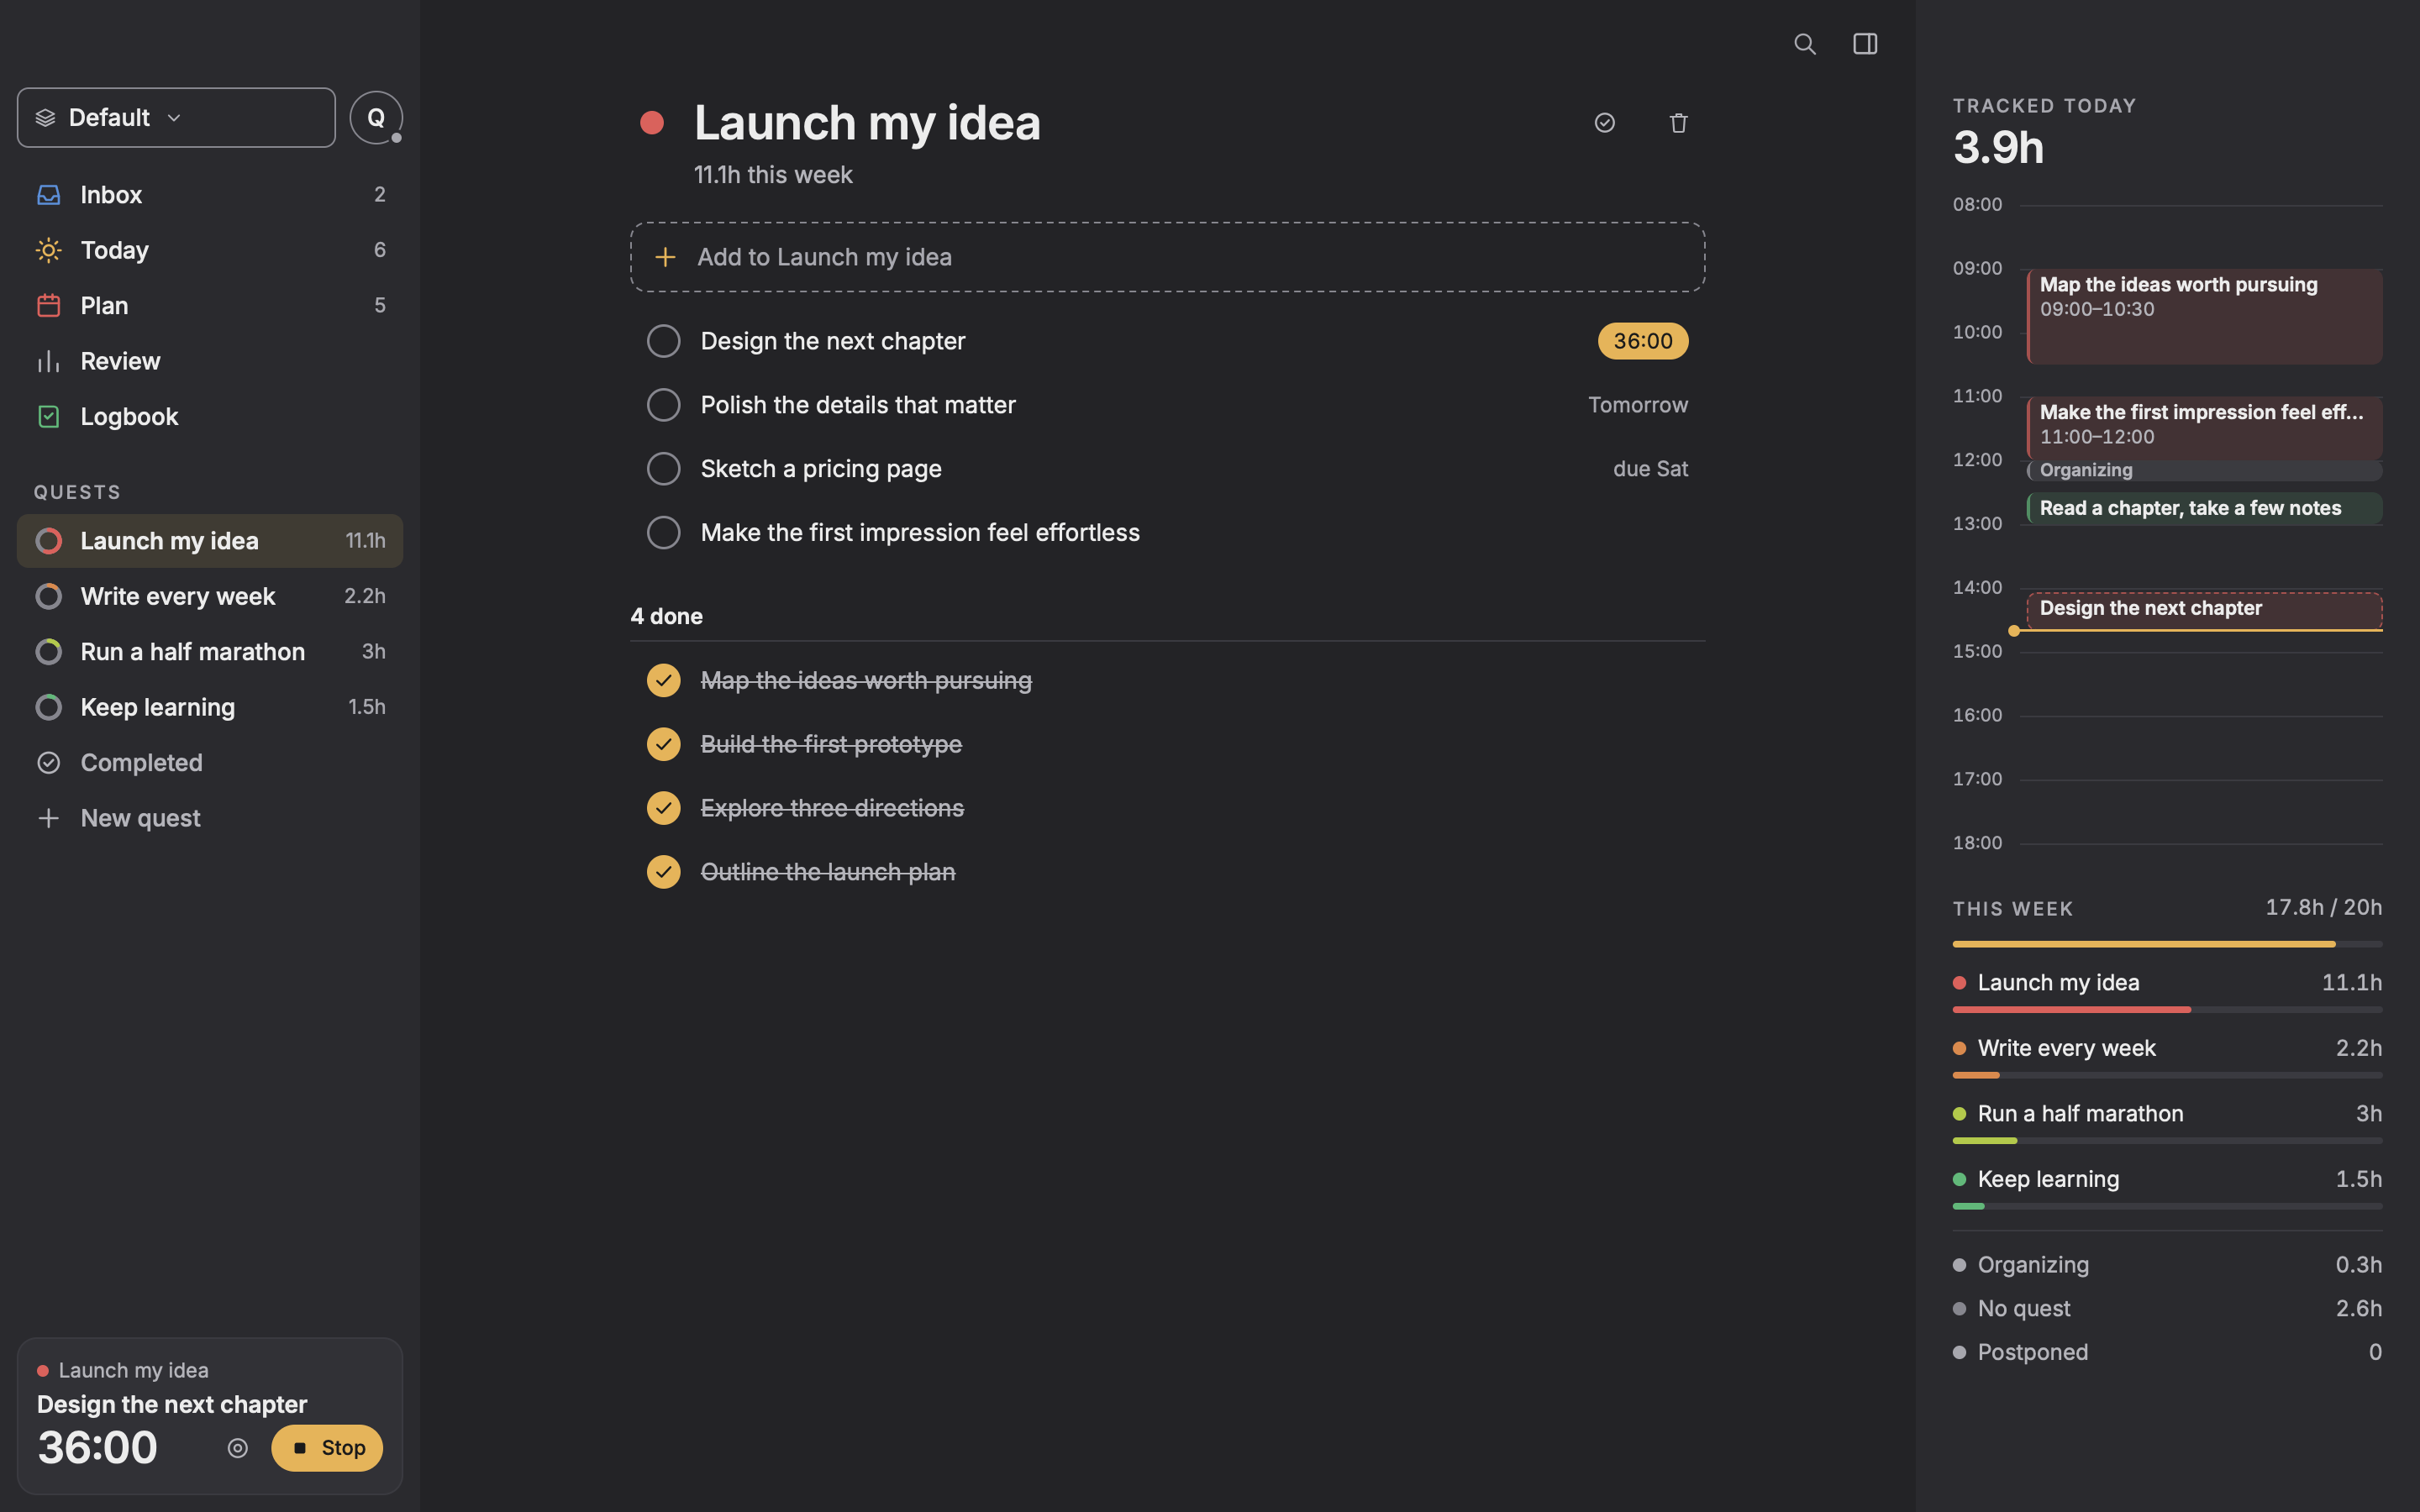 Default
Q
Inbox 2
Today 6
Plan 5
Review
Logbook
QUESTS
Launch my idea 11.1h
Write every week 2.2h
Run a half marathon 3h
Keep learning 1.5h
Completed
New quest
Launch my idea
Design the next chapter
36:00 Stop
Launch my idea
11.1h this week
Add to Launch my idea
Design the next chapter 36:00
Polish the details that matter Tomorrow
Sketch a pricing page due Sat
Make the first impression feel effortless
4 done
Map the ideas worth pursuing
Build the first prototype
Explore three directions
Outline the launch plan
TRACKED TODAY
3.9h
08:00
09:00
Map the ideas worth pursuing
09:00–10:30
10:00
11:00
Make the first impression feel eff...
11:00–12:00
12:00
Organizing
Read a chapter, take a few notes
13:00
14:00
Design the next chapter
15:00
16:00
17:00
18:00
THIS WEEK 17.8h / 20h
Launch my idea 11.1h
Write every week 2.2h
Run a half marathon 3h
Keep learning 1.5h
Organizing 0.3h
No quest 2.6h
Postponed 0